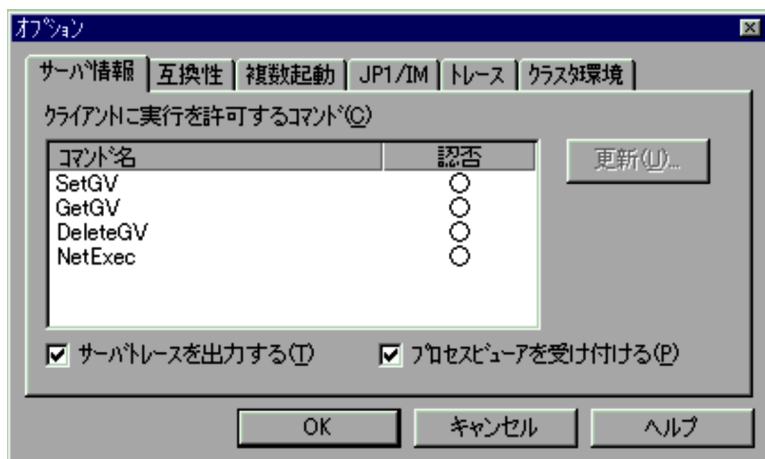 オプション
サーバ情報 互換性 複数起動 JP1/IM トレース クラスタ環境
クライアントに実行を許可するコマンド(C)
コマンド名 認否
更新(U)...
SetGV ○
GetGV ○
DeleteGV ○
NetExec ○
サーバトレースを出力する(T) プロセスビューアを受け付ける(P)
OK キャンセル ヘルプ